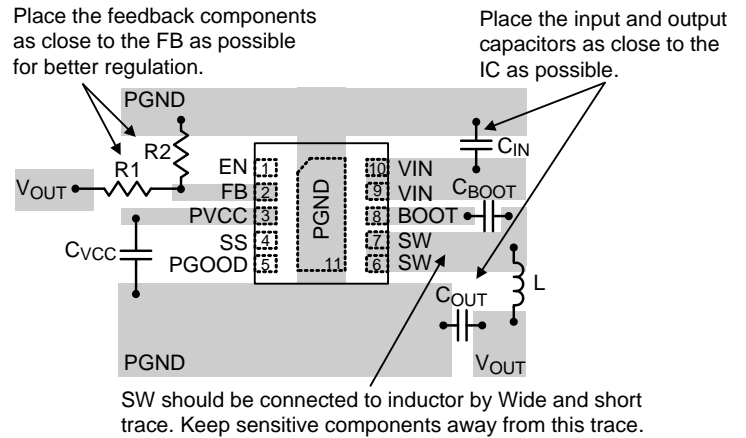 Place the feedback components
as close to the FB as possible
for better regulation.
Place the input and output
capacitors as close to the
IC as possible.
PGND
R2
R1
VOUT
CIN
EN 1
10 VIN
FB 2
9 VIN
CBOOT
PVCC 3
PGND
8 BOOT
SS 4
7 SW
CVCC
PGOOD 5
11
6 SW
COUT
L
PGND
VOUT
SW should be connected to inductor by Wide and short
trace. Keep sensitive components away from this trace.